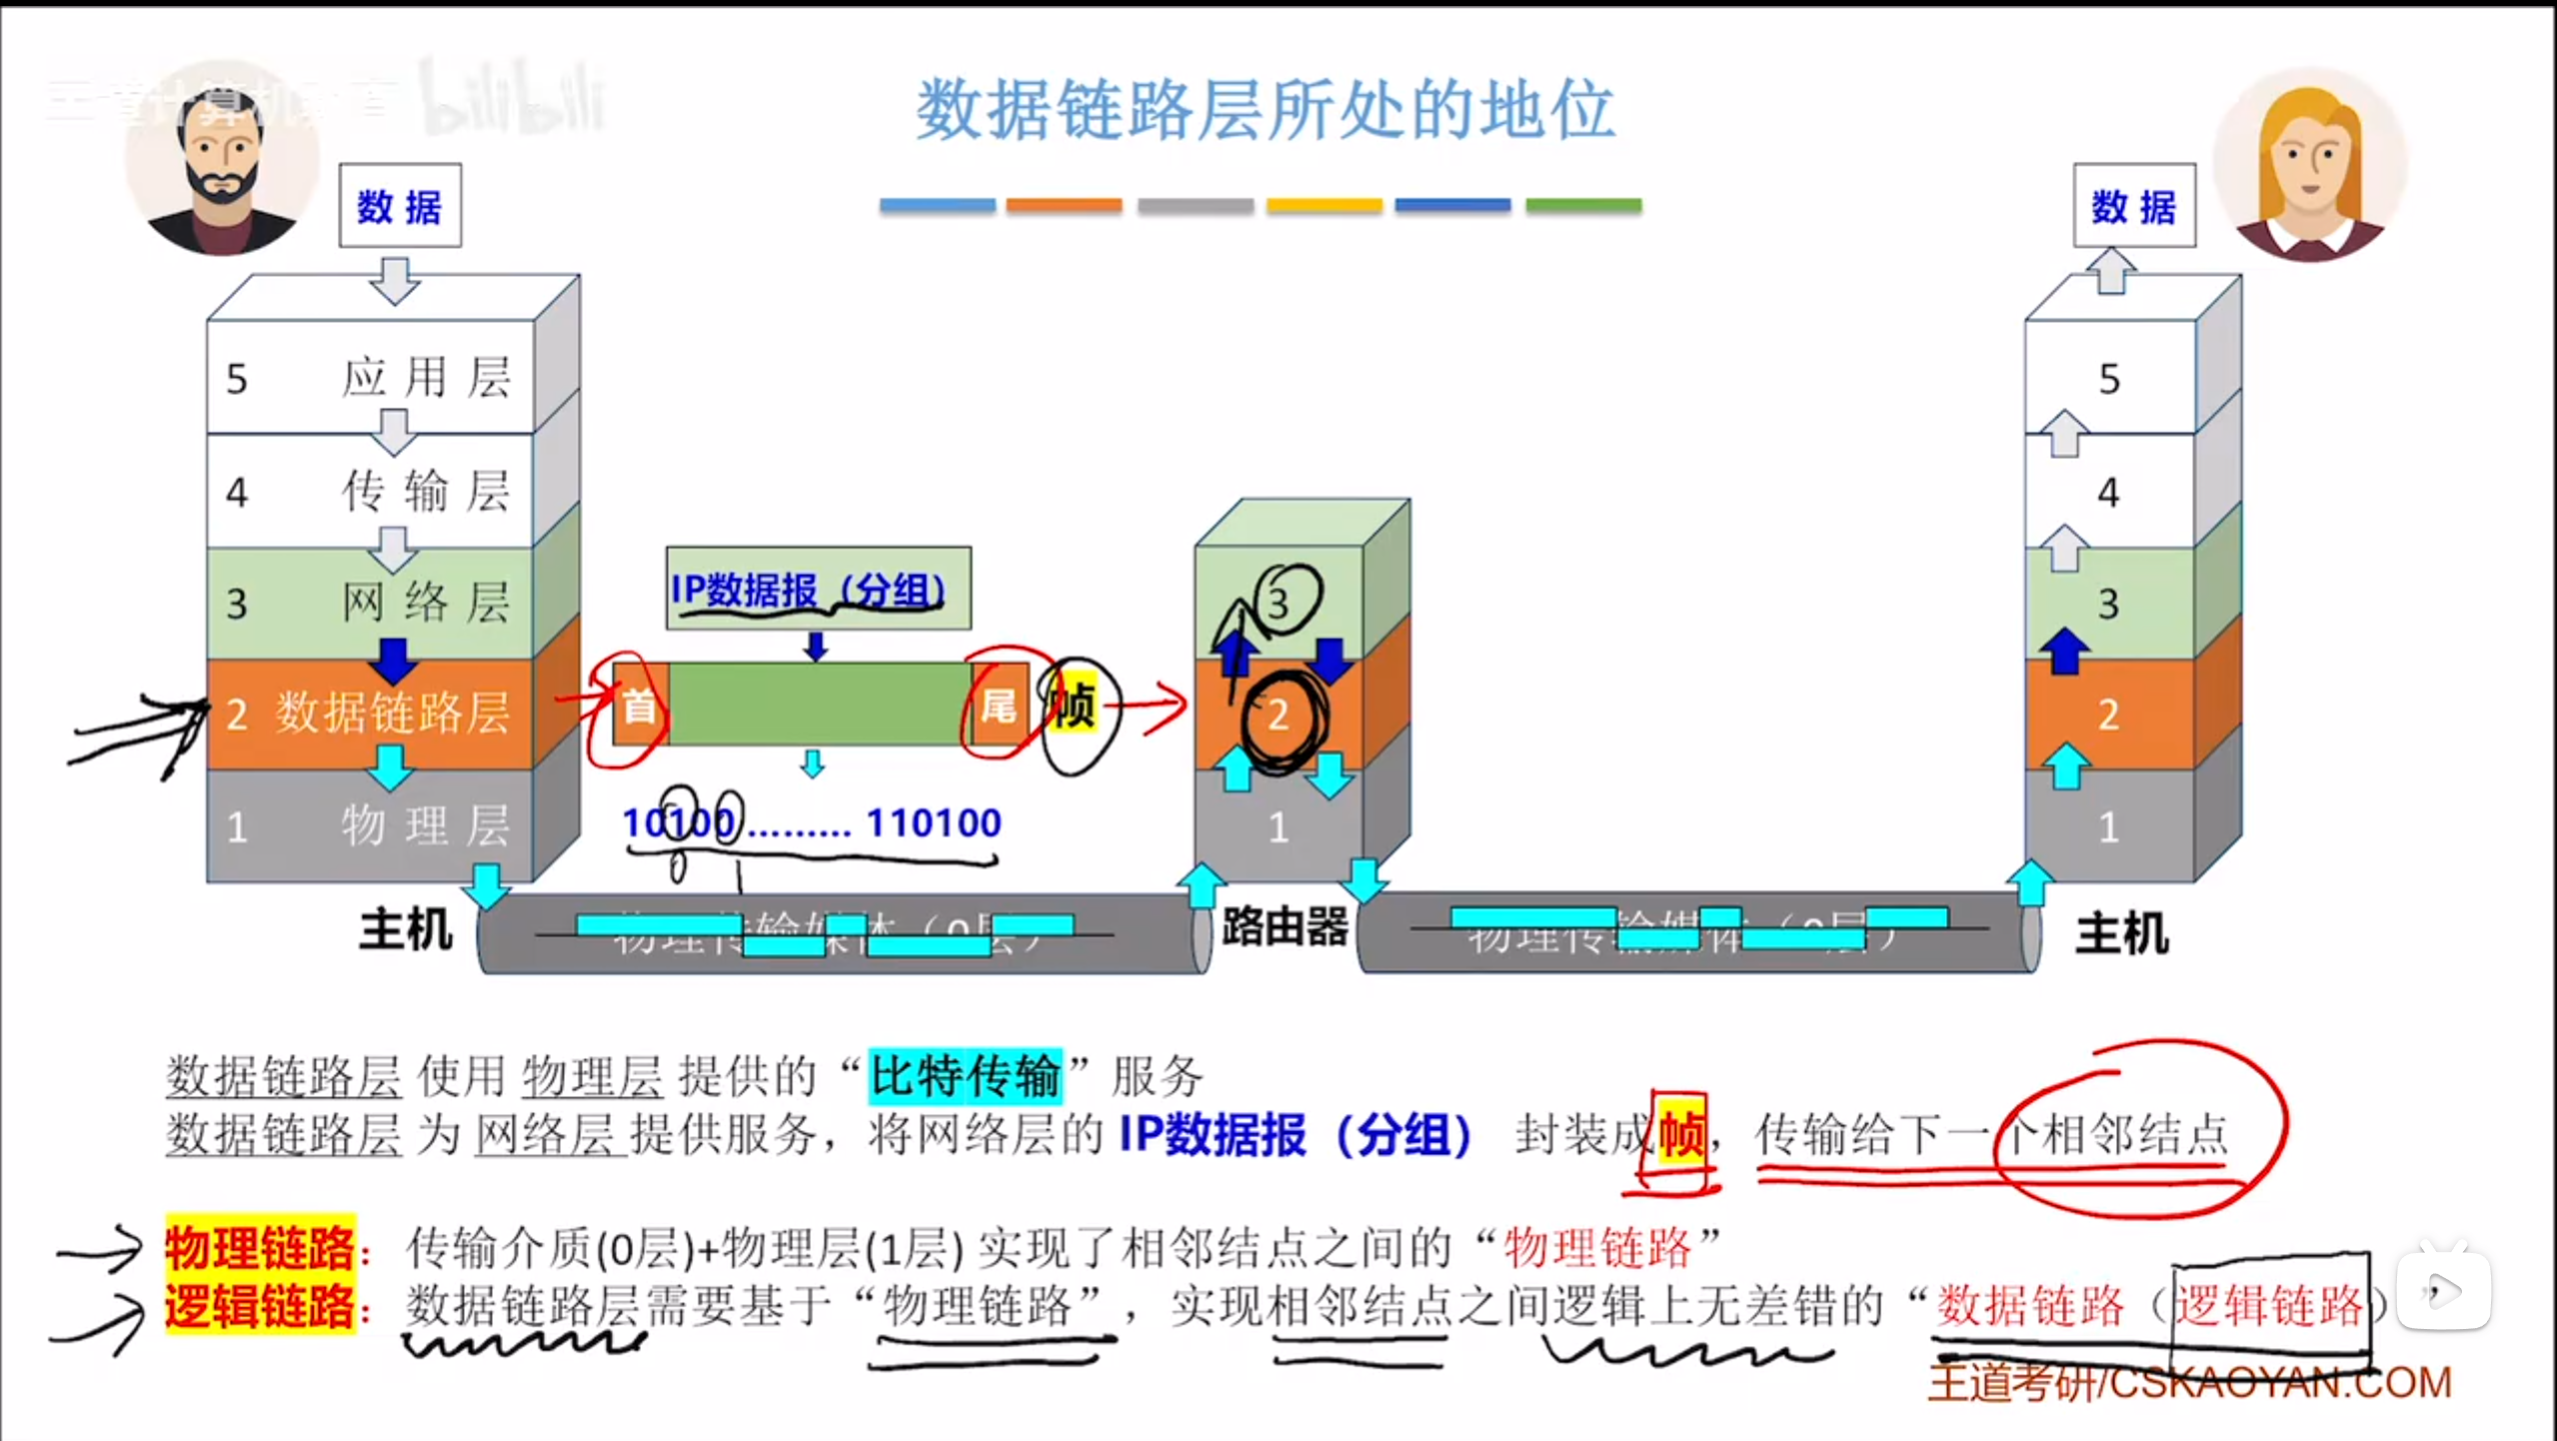 王道计算机教育 bilibili
数据链路层所处的地位
数据
数据
5 应用层
4 传输层
3 网络层
2 数据链路层
1 物理层
IP数据报（分组）
首 尾 帧
10100 ......... 110100
0 1
3
2
1
5
4
3
2
1
主机
物理传输媒体（0层）
路由器
物理传输媒体（0层）
主机
数据链路层 使用 物理层 提供的“比特传输”服务
数据链路层 为 网络层 提供服务，将网络层的 IP数据报（分组） 封装成帧，传输给下一个相邻结点
物理链路：传输介质(0层)+物理层(1层) 实现了相邻结点之间的“物理链路”
逻辑链路：数据链路层需要基于“物理链路”，实现相邻结点之间逻辑上无差错的“数据链路（逻辑链路）”
王道考研/CSKAOYAN.COM